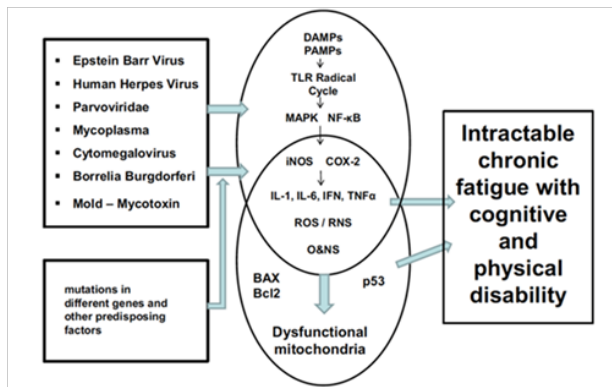 Epstein Barr Virus
Human Herpes Virus
Parvoviridae
Mycoplasma
Cytomegalovirus
Borrelia Burgdorferi
Mold – Mycotoxin
mutations in
different genes and
other predisposing
factors
DAMPs
PAMPs
TLR Radical
Cycle
MAPK NF-κB
iNOS COX-2
IL-1, IL-6, IFN, TNFα
ROS / RNS
O&NS
BAX
Bcl2
p53
Dysfunctional
mitochondria
Intractable
chronic
fatigue with
cognitive
and
physical
disability